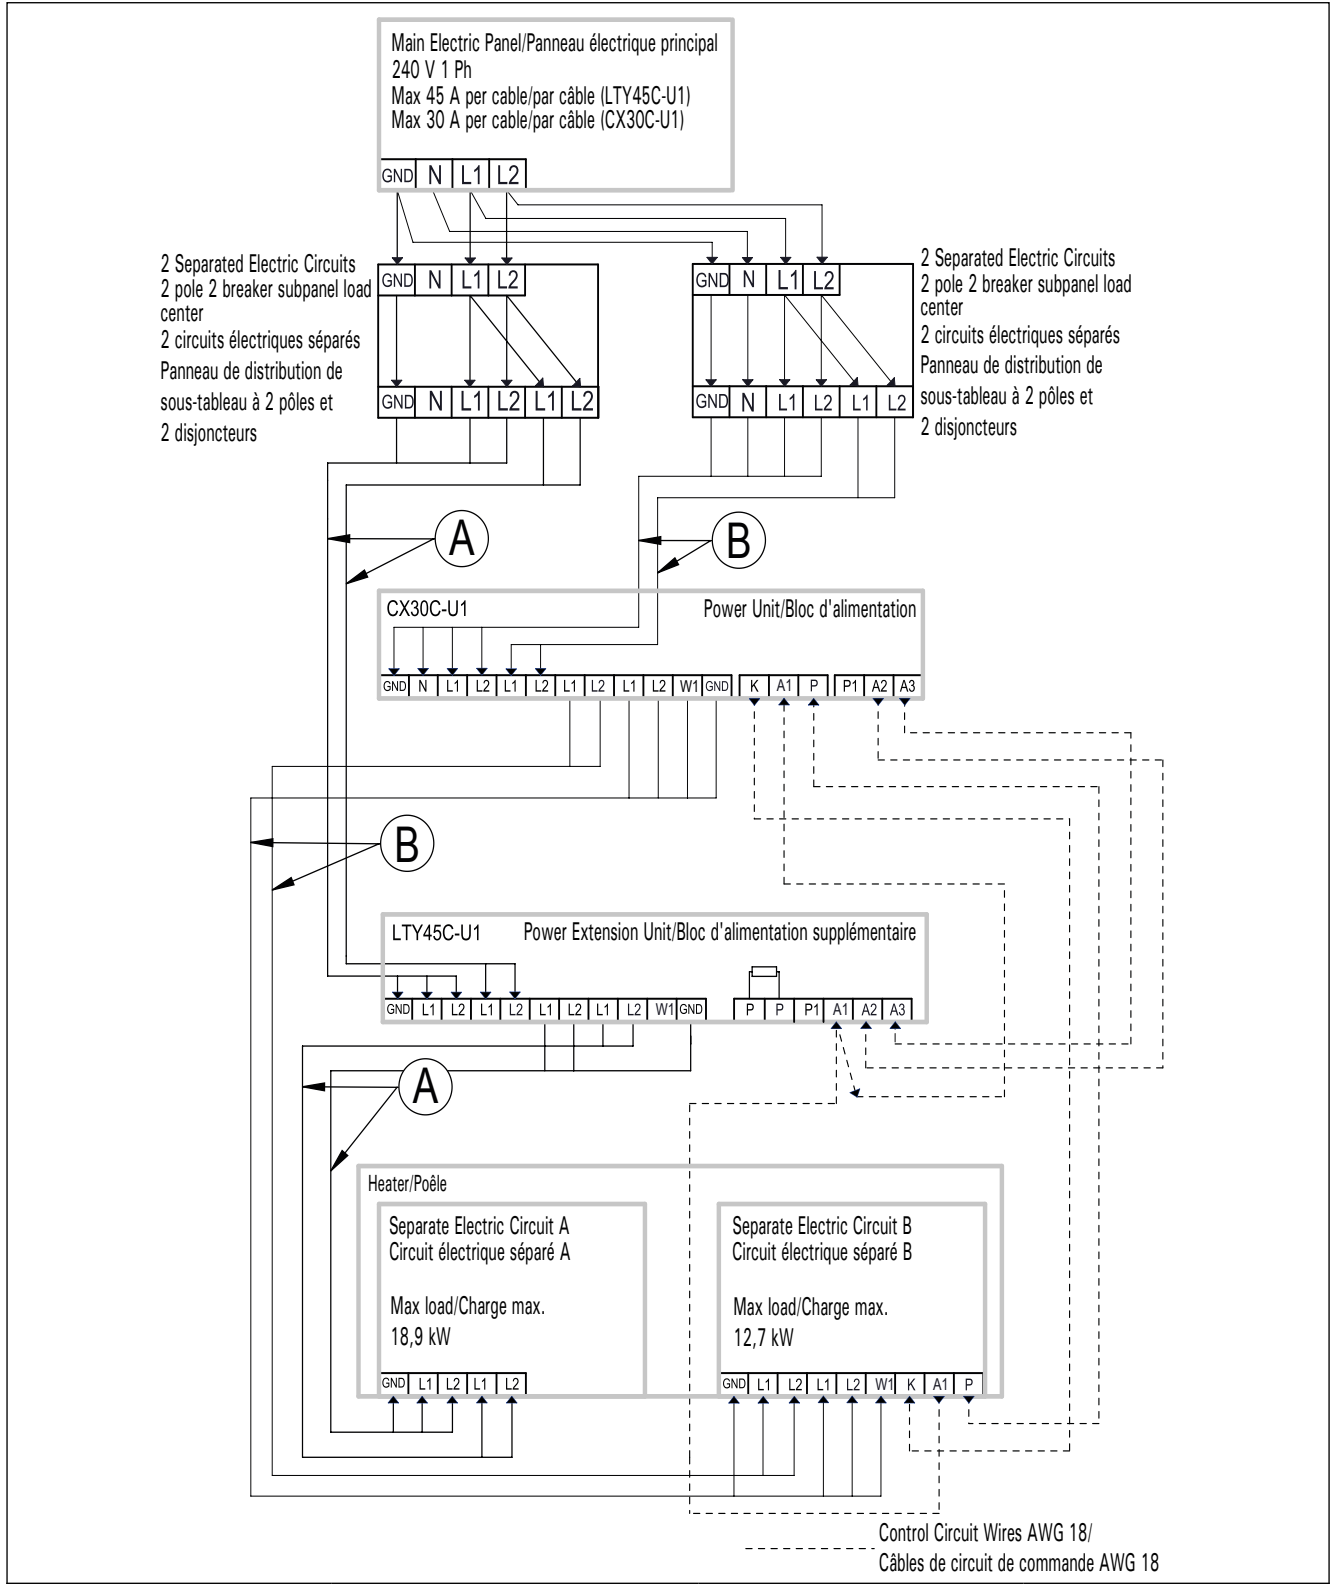 Main Electric Panel/Panneau électrique principal
240 V 1 Ph
Max 45 A per cable/par câble (LTY45C-U1)
Max 30 A per cable/par câble (CX30C-U1)
GND N L1 L2
2 Separated Electric Circuits
2 pole 2 breaker subpanel load
center
2 circuits électriques séparés
Panneau de distribution de
sous-tableau à 2 pôles et
2 disjoncteurs
GND N L1 L2
GND N L1 L2 L1 L2
GND N L1 L2
GND N L1 L2 L1 L2
2 Separated Electric Circuits
2 pole 2 breaker subpanel load
center
2 circuits électriques séparés
Panneau de distribution de
sous-tableau à 2 pôles et
2 disjoncteurs
A
B
CX30C-U1 Power Unit/Bloc d'alimentation
GND N L1 L2 L1 L2 L1 L2 L1 L2 W1 GND K A1 P P1 A2 A3
B
LTY45C-U1 Power Extension Unit/Bloc d'alimentation supplémentaire
GND L1 L2 L1 L2 L1 L2 L1 L2 W1 GND P P P1 A1 A2 A3
A
Heater/Poêle
Separate Electric Circuit A
Circuit électrique séparé A
Max load/Charge max.
18,9 kW
GND L1 L2 L1 L2
Separate Electric Circuit B
Circuit électrique séparé B
Max load/Charge max.
12,7 kW
GND L1 L2 L1 L2 W1 K A1 P
Control Circuit Wires AWG 18/
Câbles de circuit de commande AWG 18